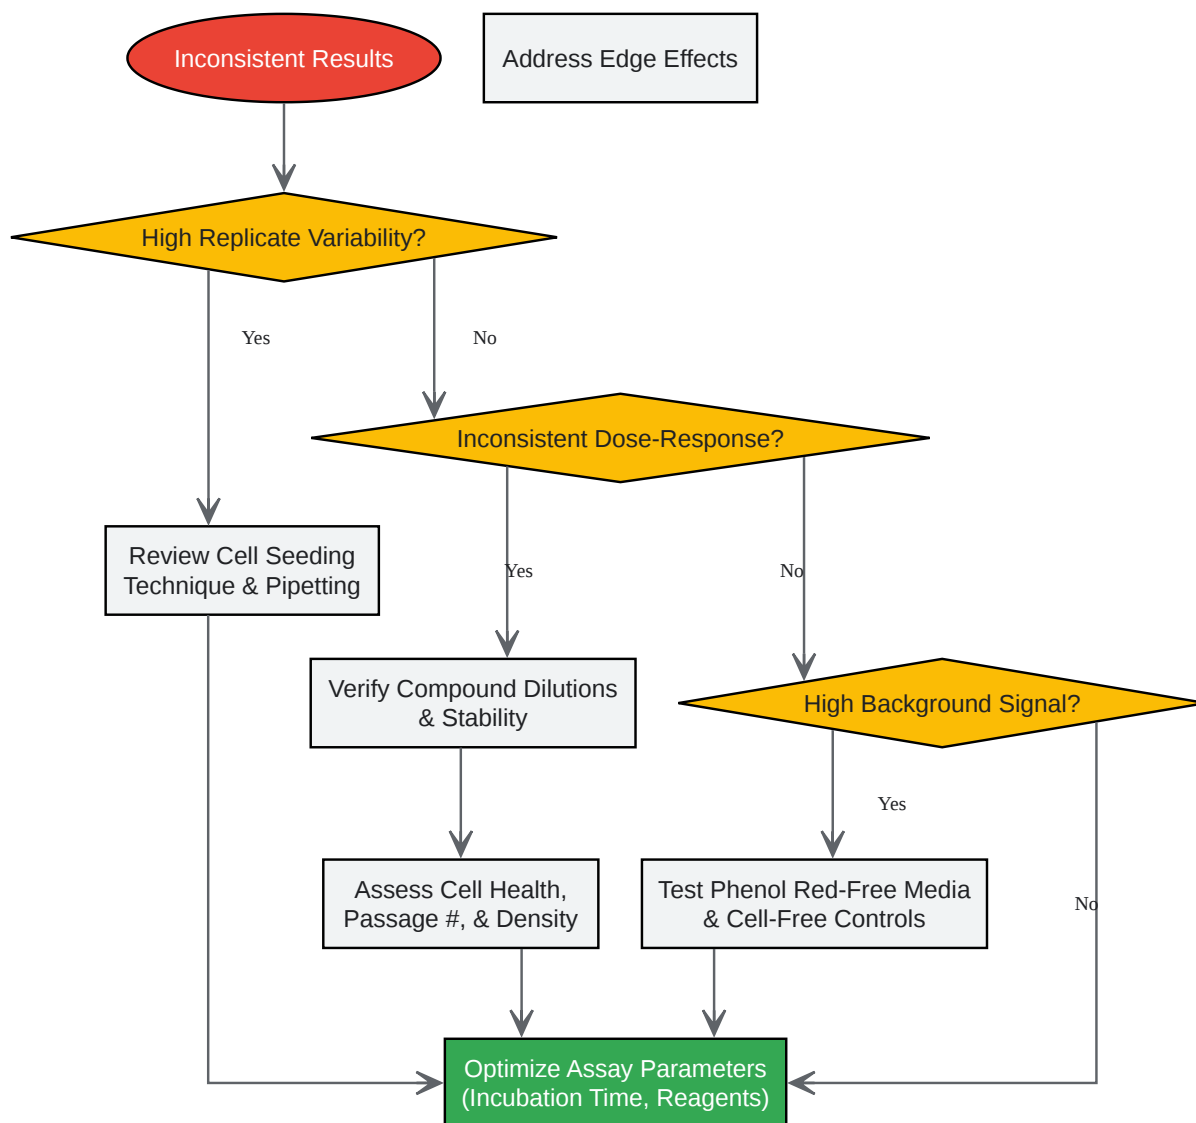 Inconsistent Results
Address Edge Effects
High Replicate Variability?
Yes
No
Inconsistent Dose-Response?
Review Cell Seeding
Technique & Pipetting
Yes
No
Verify Compound Dilutions
& Stability
High Background Signal?
Yes
Assess Cell Health,
Passage #, & Density
Test Phenol Red-Free Media
& Cell-Free Controls
No
Optimize Assay Parameters
(Incubation Time, Reagents)